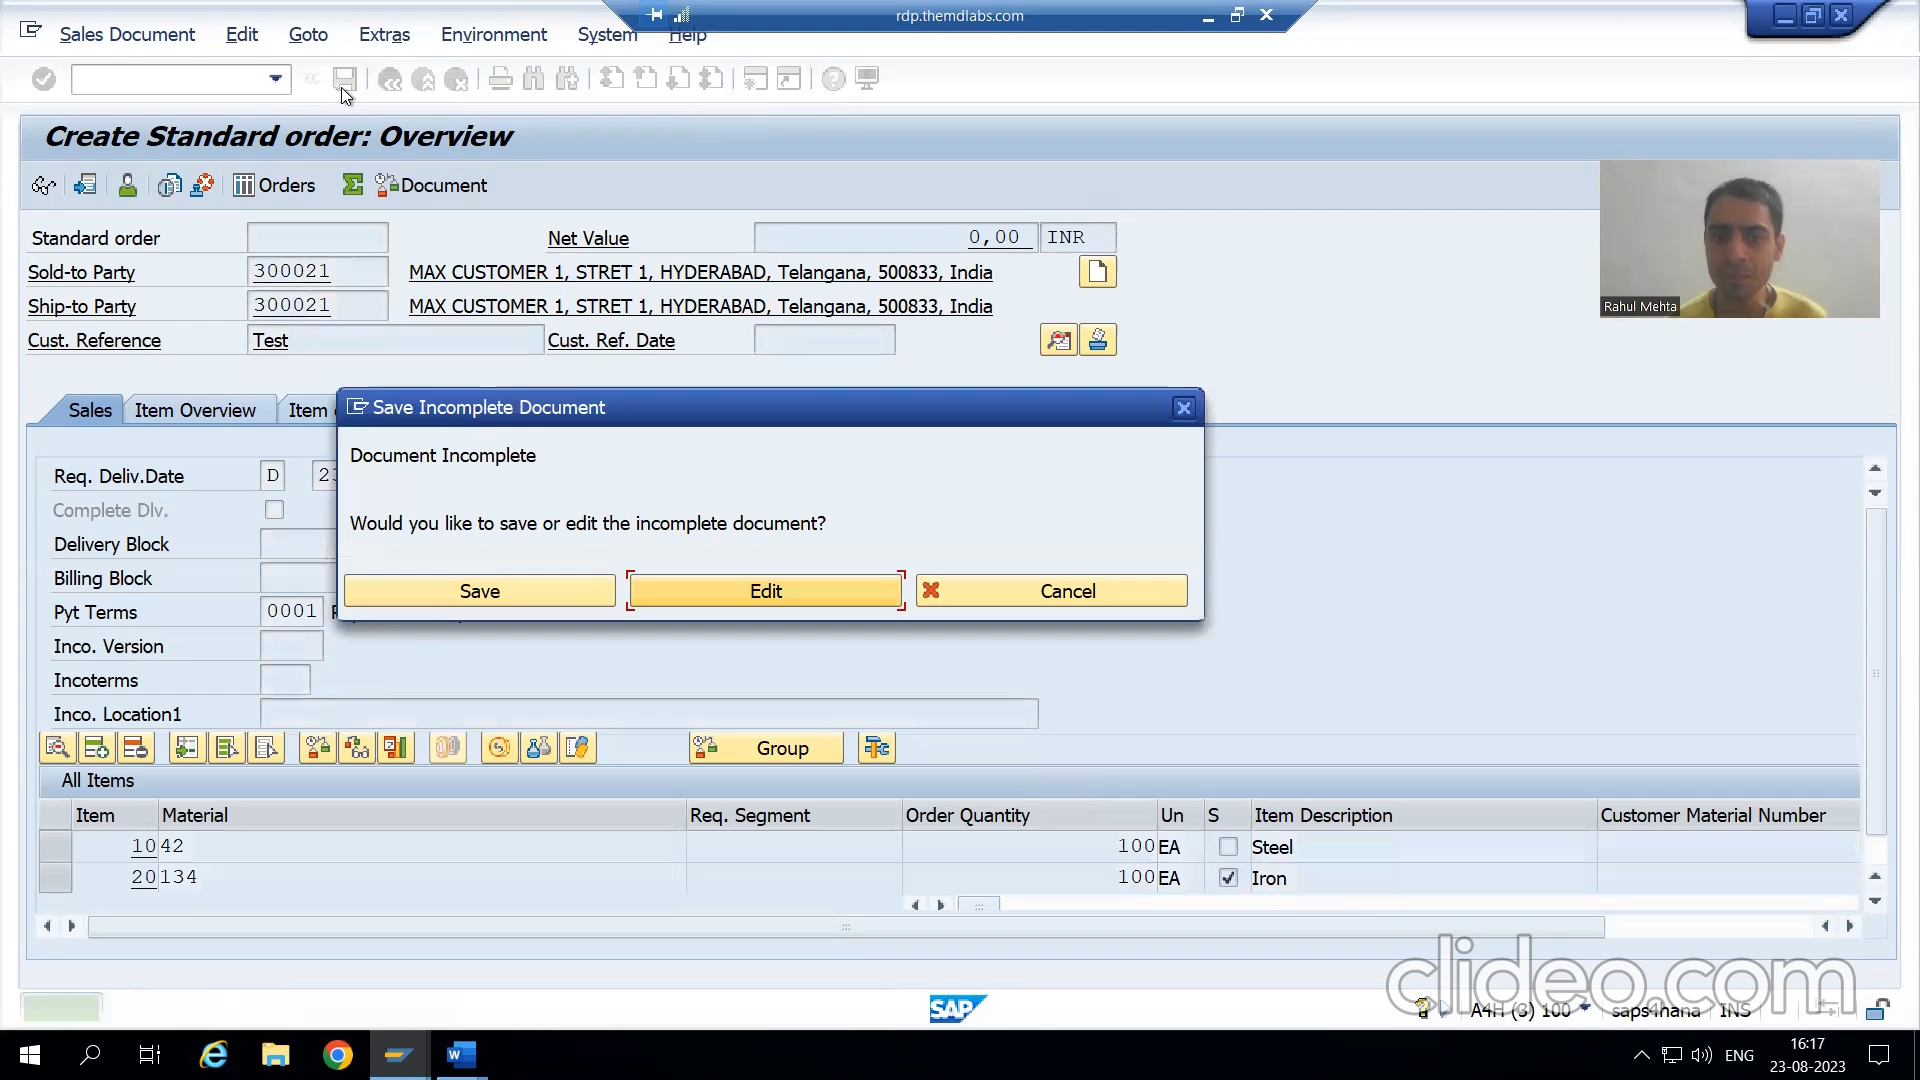 rdp.themdlabs.com
Sales Document Edit Goto Extras Environment System Help
Create Standard order: Overview
Orders Document
Standard order Net Value 0,00 INR
Sold-to Party 300021 MAX CUSTOMER 1, STRET 1, HYDERABAD, Telangana, 500833, India
Ship-to Party 300021 MAX CUSTOMER 1, STRET 1, HYDERABAD, Telangana, 500833, India
Rahul Mehta
Cust. Reference Test Cust. Ref. Date
Sales Item Overview Item
Save Incomplete Document
Document Incomplete
Would you like to save or edit the incomplete document?
Save Edit Cancel
Req. Deliv.Date D
Complete Dlv.
Delivery Block
Billing Block
Pyt Terms 0001
Inco. Version
Incoterms
Inco. Location1
Group
All Items
Item Material Req. Segment Order Quantity Un S Item Description Customer Material Number
10 42 100 EA Steel
20 134 100 EA Iron
clideo.com
SAP
A4H (3) 100 saps4hana INS
ENG
16:17
23-08-2023